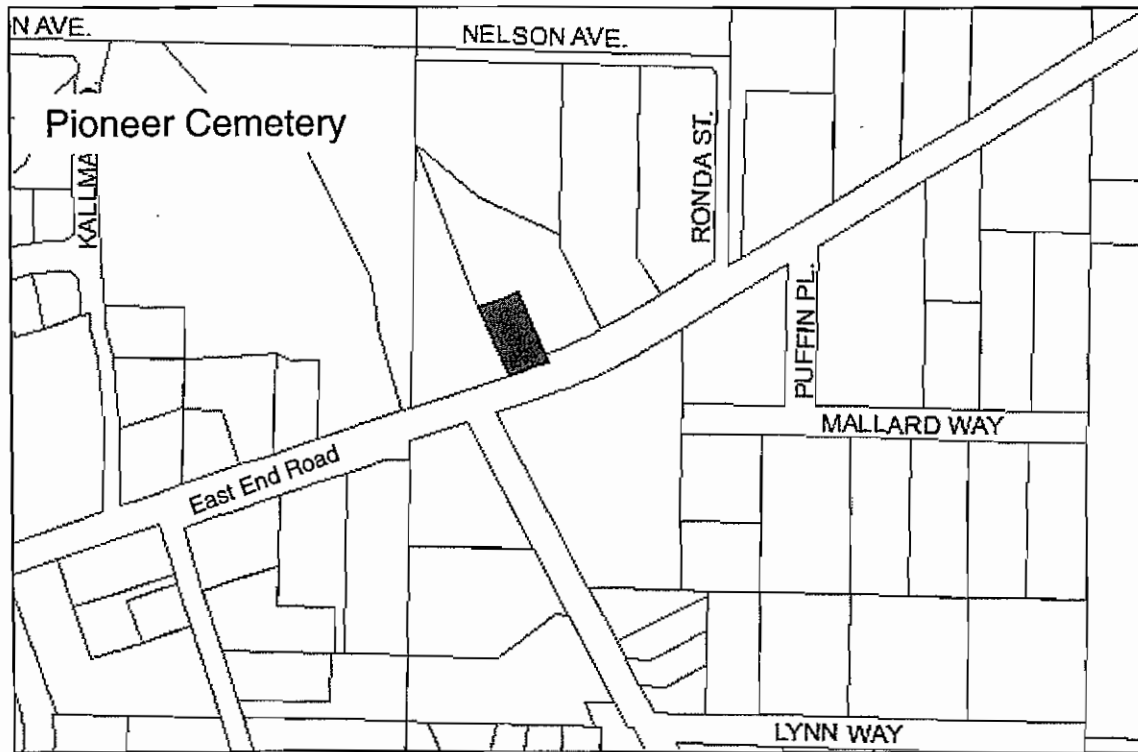 N AVE.
NELSON AVE.
Pioneer Cemetery
KALLMA
RONDA ST.
PUFFIN PL.
MALLARD WAY
East End Road
LYNN WAY